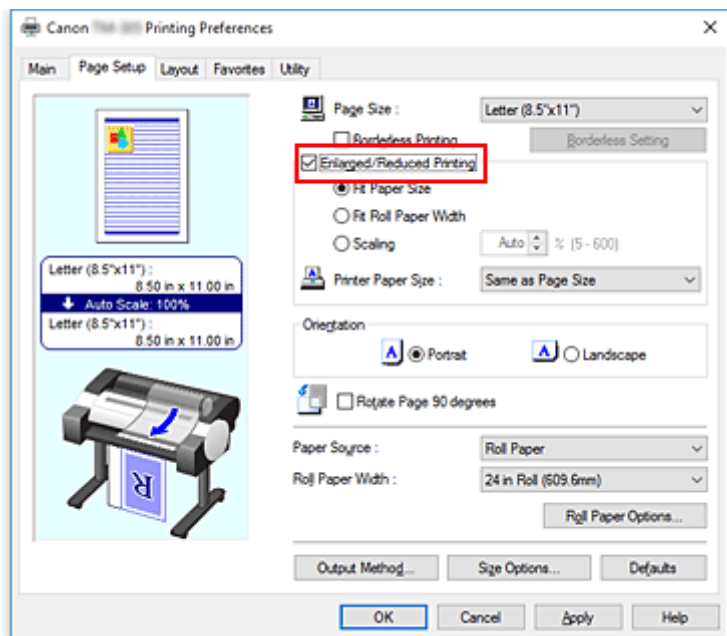 Canon Printing Preferences
Main Page Setup Layout Favorites Utility
Page Size : Letter (8.5"x11")
Borderless Printing Borderless Setting
Enlarged/Reduced Printing
Fit Paper Size
Fit Roll Paper Width
Scaling Auto % (5 - 600)
Printer Paper Size : Same as Page Size
Letter (8.5"x11") :
8.50 in x 11.00 in
Auto Scale: 100%
Letter (8.5"x11") :
8.50 in x 11.00 in
Orientation
A Portrait A Landscape
Rotate Page 90 degrees
R
Paper Source : Roll Paper
Roll Paper Width : 24 in Roll (609.6mm)
Roll Paper Options...
Output Method... Size Options... Defaults
OK Cancel Apply Help